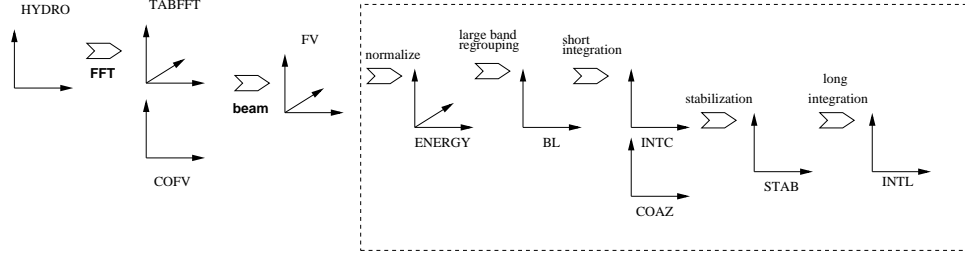 HYDRO
FFT
TABFFT
COFV
beam
FV
normalize
ENERGY
large band
regrouping
BL
short
integration
INTC
COAZ
stabilization
STAB
long
integration
INTL